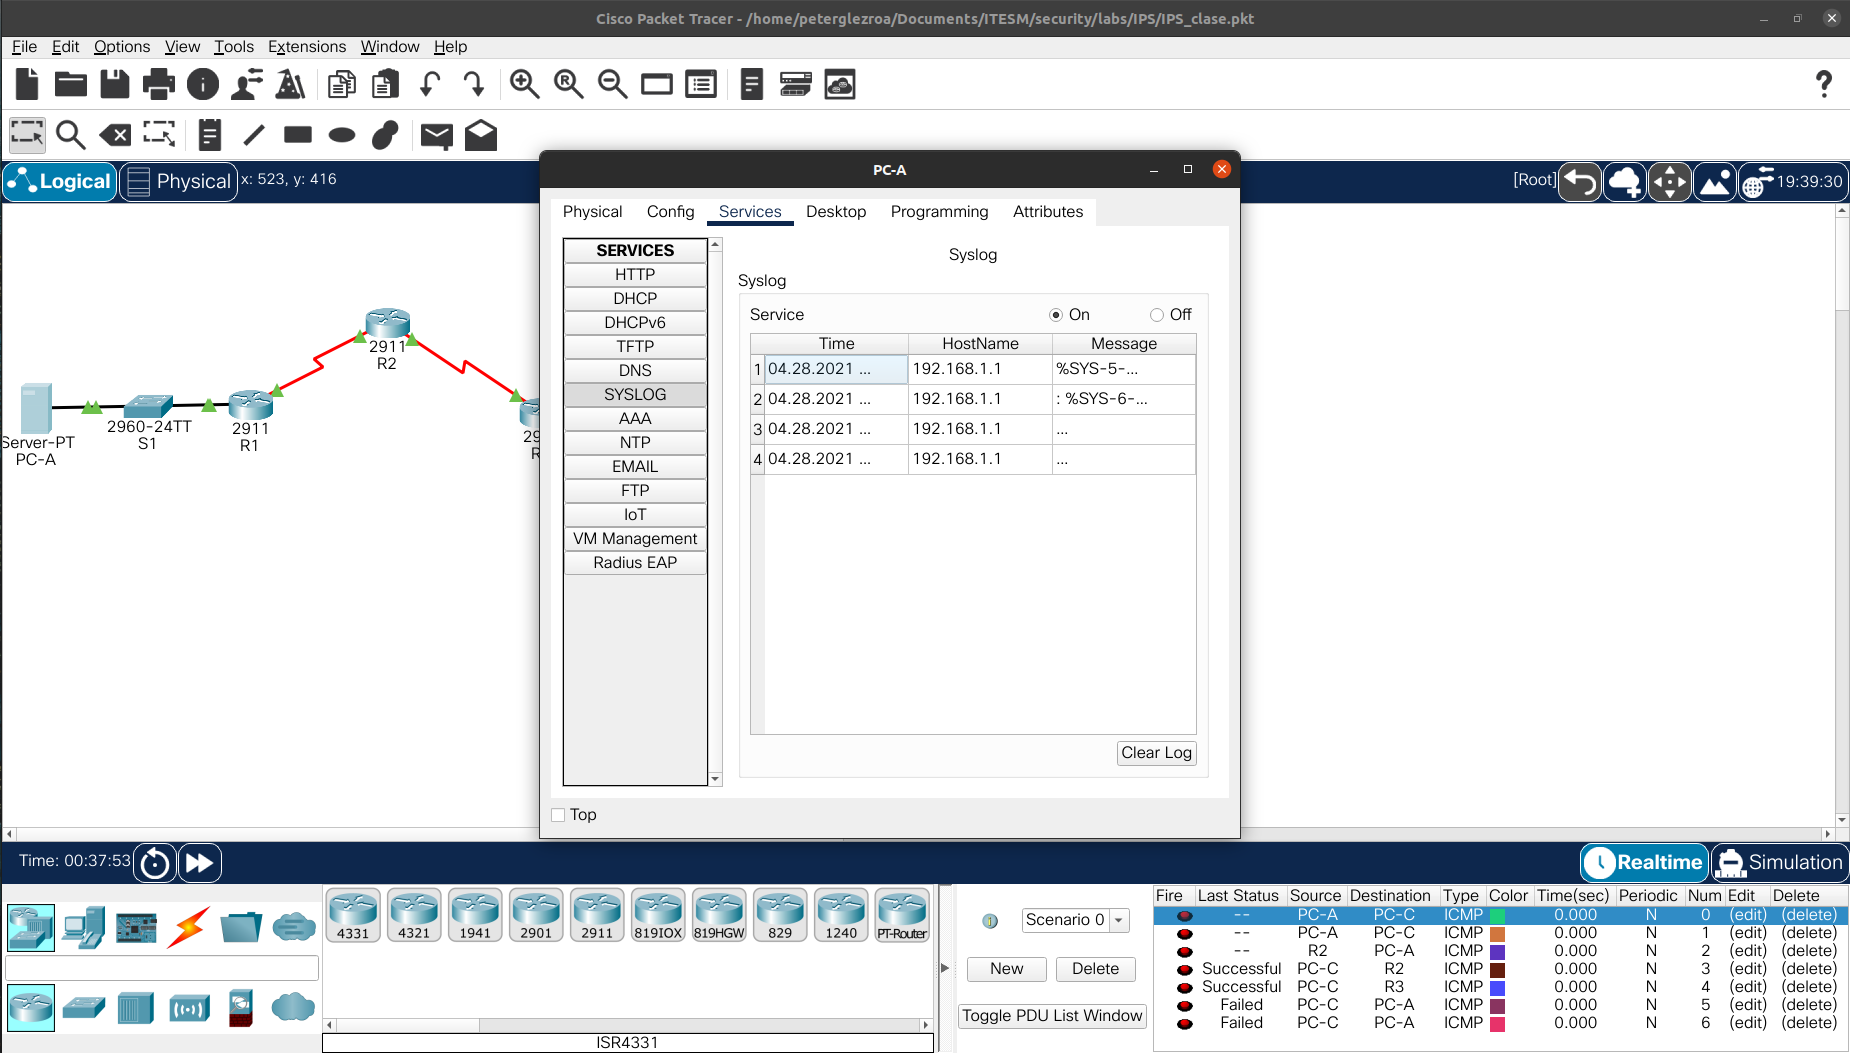 Cisco Packet Tracer - /home/peterglezroa/Documents/ITESM/security/labs/IPS/IPS_clase.pkt
File Edit Options View Tools Extensions Window Help
Logical Physical x: 523, y: 416 [Root] 19:39:30
PC-A
Physical Config Services Desktop Programming Attributes
SERVICES
HTTP
DHCP
DHCPv6
TFTP
DNS
SYSLOG
AAA
NTP
EMAIL
FTP
IoT
VM Management
Radius EAP
Syslog
Syslog
Service On Off
Time HostName Message
1 04.28.2021 ... 192.168.1.1 %SYS-5-...
2 04.28.2021 ... 192.168.1.1 : %SYS-6-...
3 04.28.2021 ... 192.168.1.1 ...
4 04.28.2021 ... 192.168.1.1 ...
Clear Log
Top
Server-PT
PC-A
2960-24TT
S1
2911
R1
2911
R2
29
R
Time: 00:37:53 Realtime Simulation
4331 4321 1941 2901 2911 819IOX 819HGW 829 1240 PT-Router
ISR4331
Scenario 0
New Delete
Toggle PDU List Window
Fire Last Status Source Destination Type Color Time(sec) Periodic Num Edit Delete
-- PC-A PC-C ICMP 0.000 N 0 (edit) (delete)
-- PC-A PC-C ICMP 0.000 N 1 (edit) (delete)
-- R2 PC-A ICMP 0.000 N 2 (edit) (delete)
Successful PC-C R2 ICMP 0.000 N 3 (edit) (delete)
Successful PC-C R3 ICMP 0.000 N 4 (edit) (delete)
Failed PC-C PC-A ICMP 0.000 N 5 (edit) (delete)
Failed PC-C PC-A ICMP 0.000 N 6 (edit) (delete)